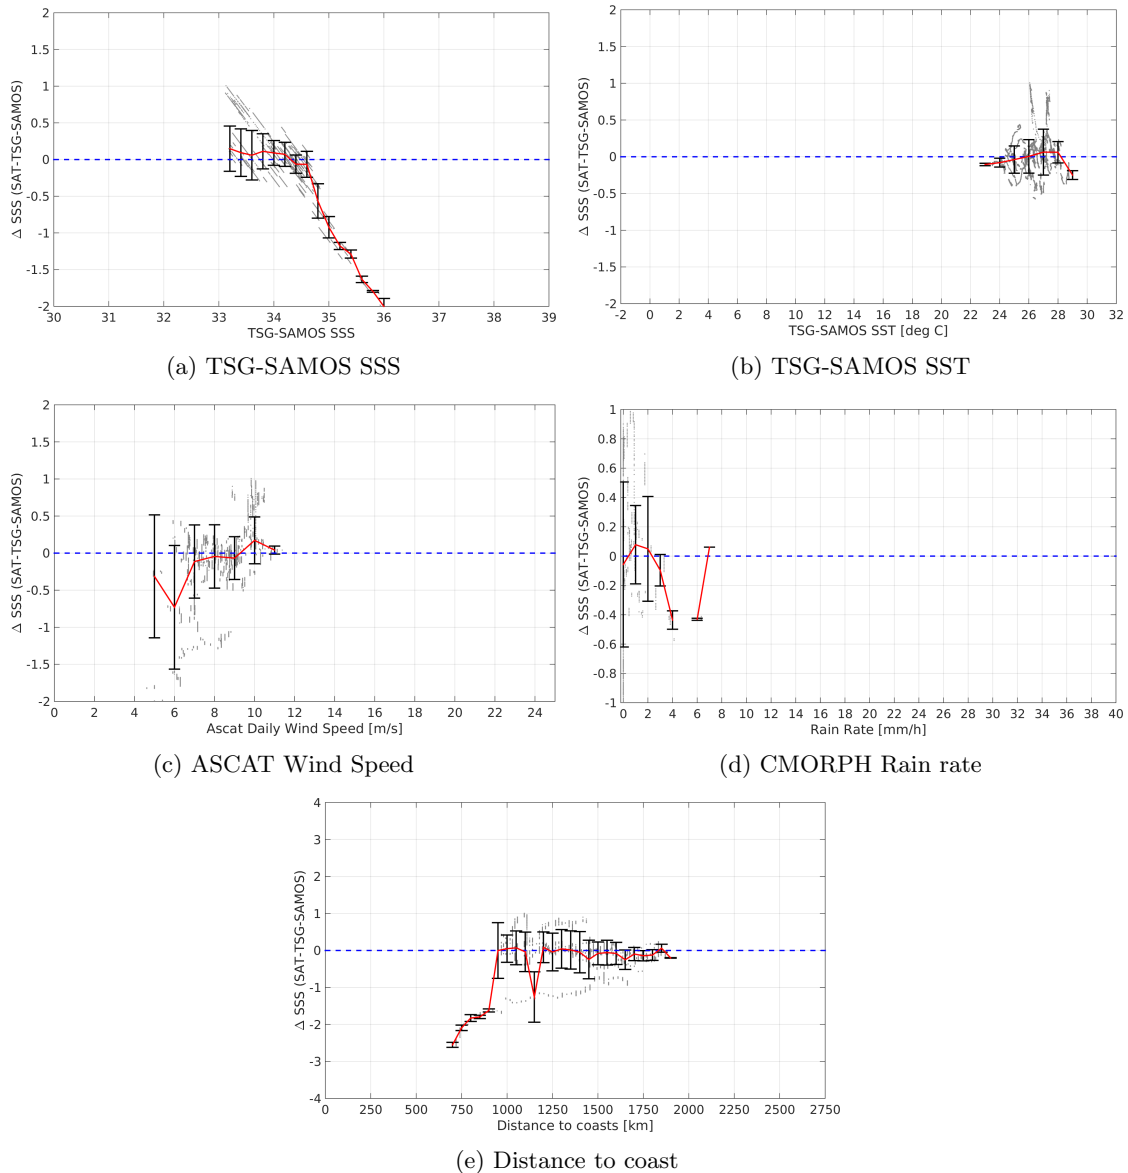 2
1.5
1
0.5
0
-0.5
-1
-1.5
-2
Δ SSS (SAT-TSG-SAMOS)
30 31 32 33 34 35 36 37 38 39
TSG-SAMOS SSS
(a) TSG-SAMOS SSS
2
1.5
1
0.5
0
-0.5
-1
-1.5
-2
Δ SSS (SAT-TSG-SAMOS)
-2 0 2 4 6 8 10 12 14 16 18 20 22 24 26 28 30 32
TSG-SAMOS SST [deg C]
(b) TSG-SAMOS SST
2
1.5
1
0.5
0
-0.5
-1
-1.5
-2
Δ SSS (SAT-TSG-SAMOS)
0 2 4 6 8 10 12 14 16 18 20 22 24
Ascat Daily Wind Speed [m/s]
(c) ASCAT Wind Speed
1
0.8
0.6
0.4
0.2
0
-0.2
-0.4
-0.6
-0.8
-1
Δ SSS (SAT-TSG-SAMOS)
0 2 4 6 8 10 12 14 16 18 20 22 24 26 28 30 32 34 36 38 40
Rain Rate [mm/h]
(d) CMORPH Rain rate
4
3
2
1
0
-1
-2
-3
-4
Δ SSS (SAT-TSG-SAMOS)
0 250 500 750 1000 1250 1500 1750 2000 2250 2500 2750
Distance to coasts [km]
(e) Distance to coast